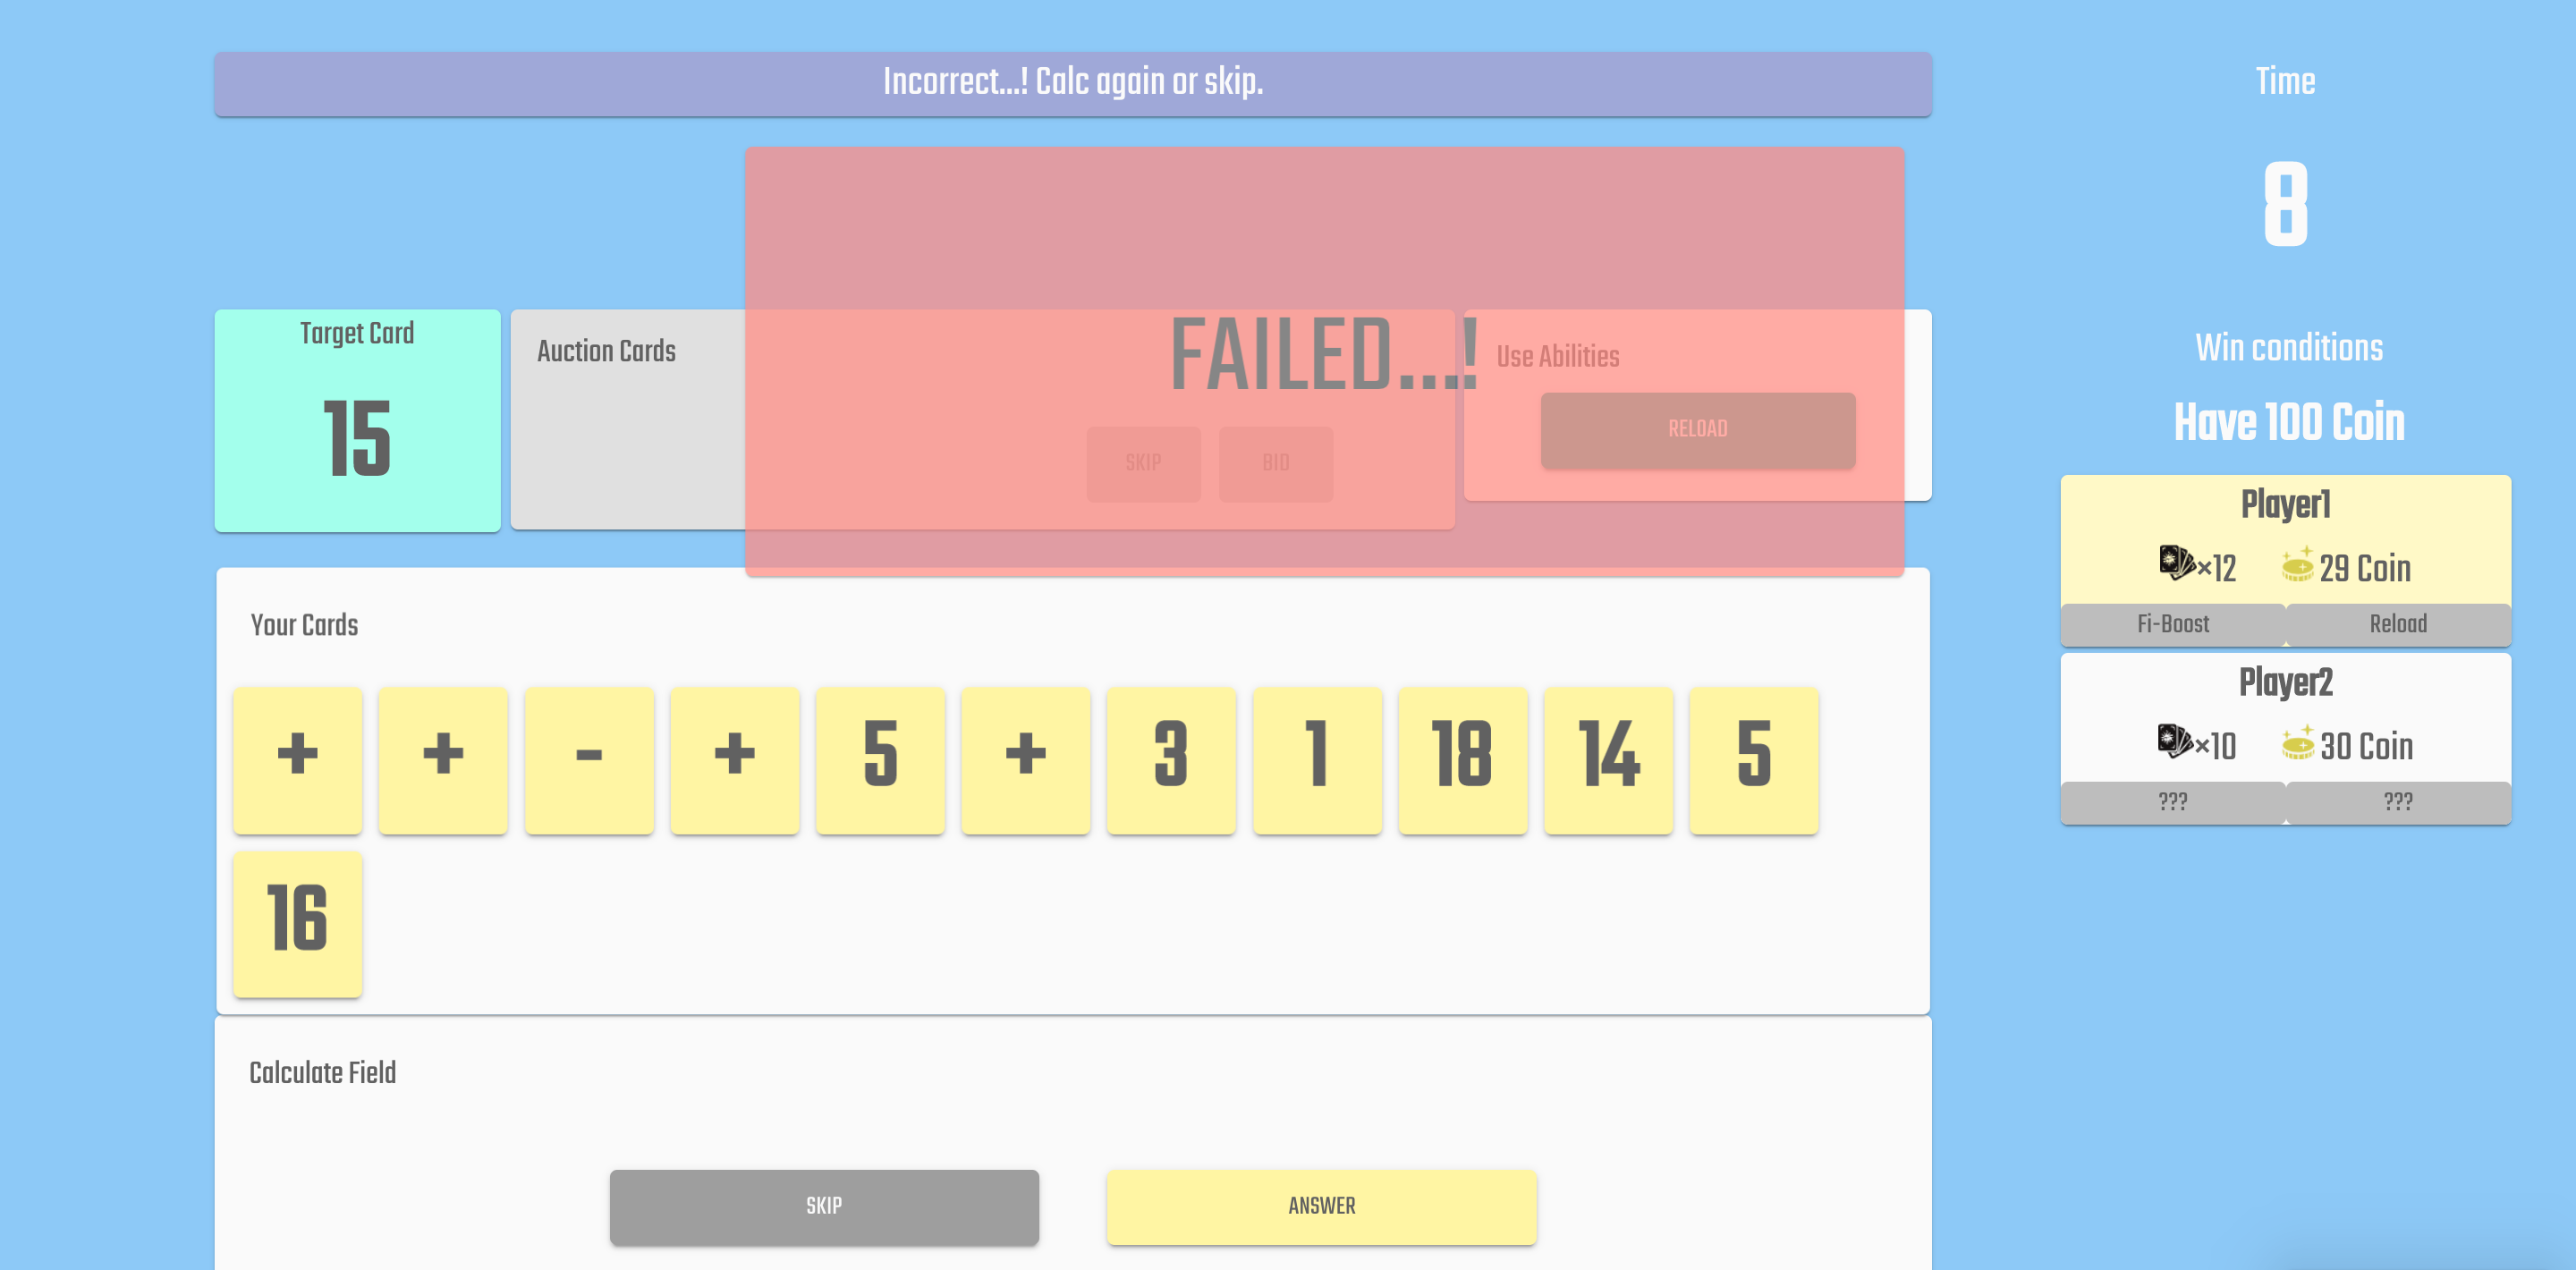 Incorrect...! Calc again or skip.
Time
8
Target Card
15
Auction Cards
FAILED...!
SKIP
BID
Use Abilities
RELOAD
Win conditions
Have 100 Coin
Player1
×12
29 Coin
Fi-Boost
Reload
Player2
×10
30 Coin
???
???
Your Cards
+ + - + 5 + 3 1 18 14 5
16
Calculate Field
SKIP
ANSWER